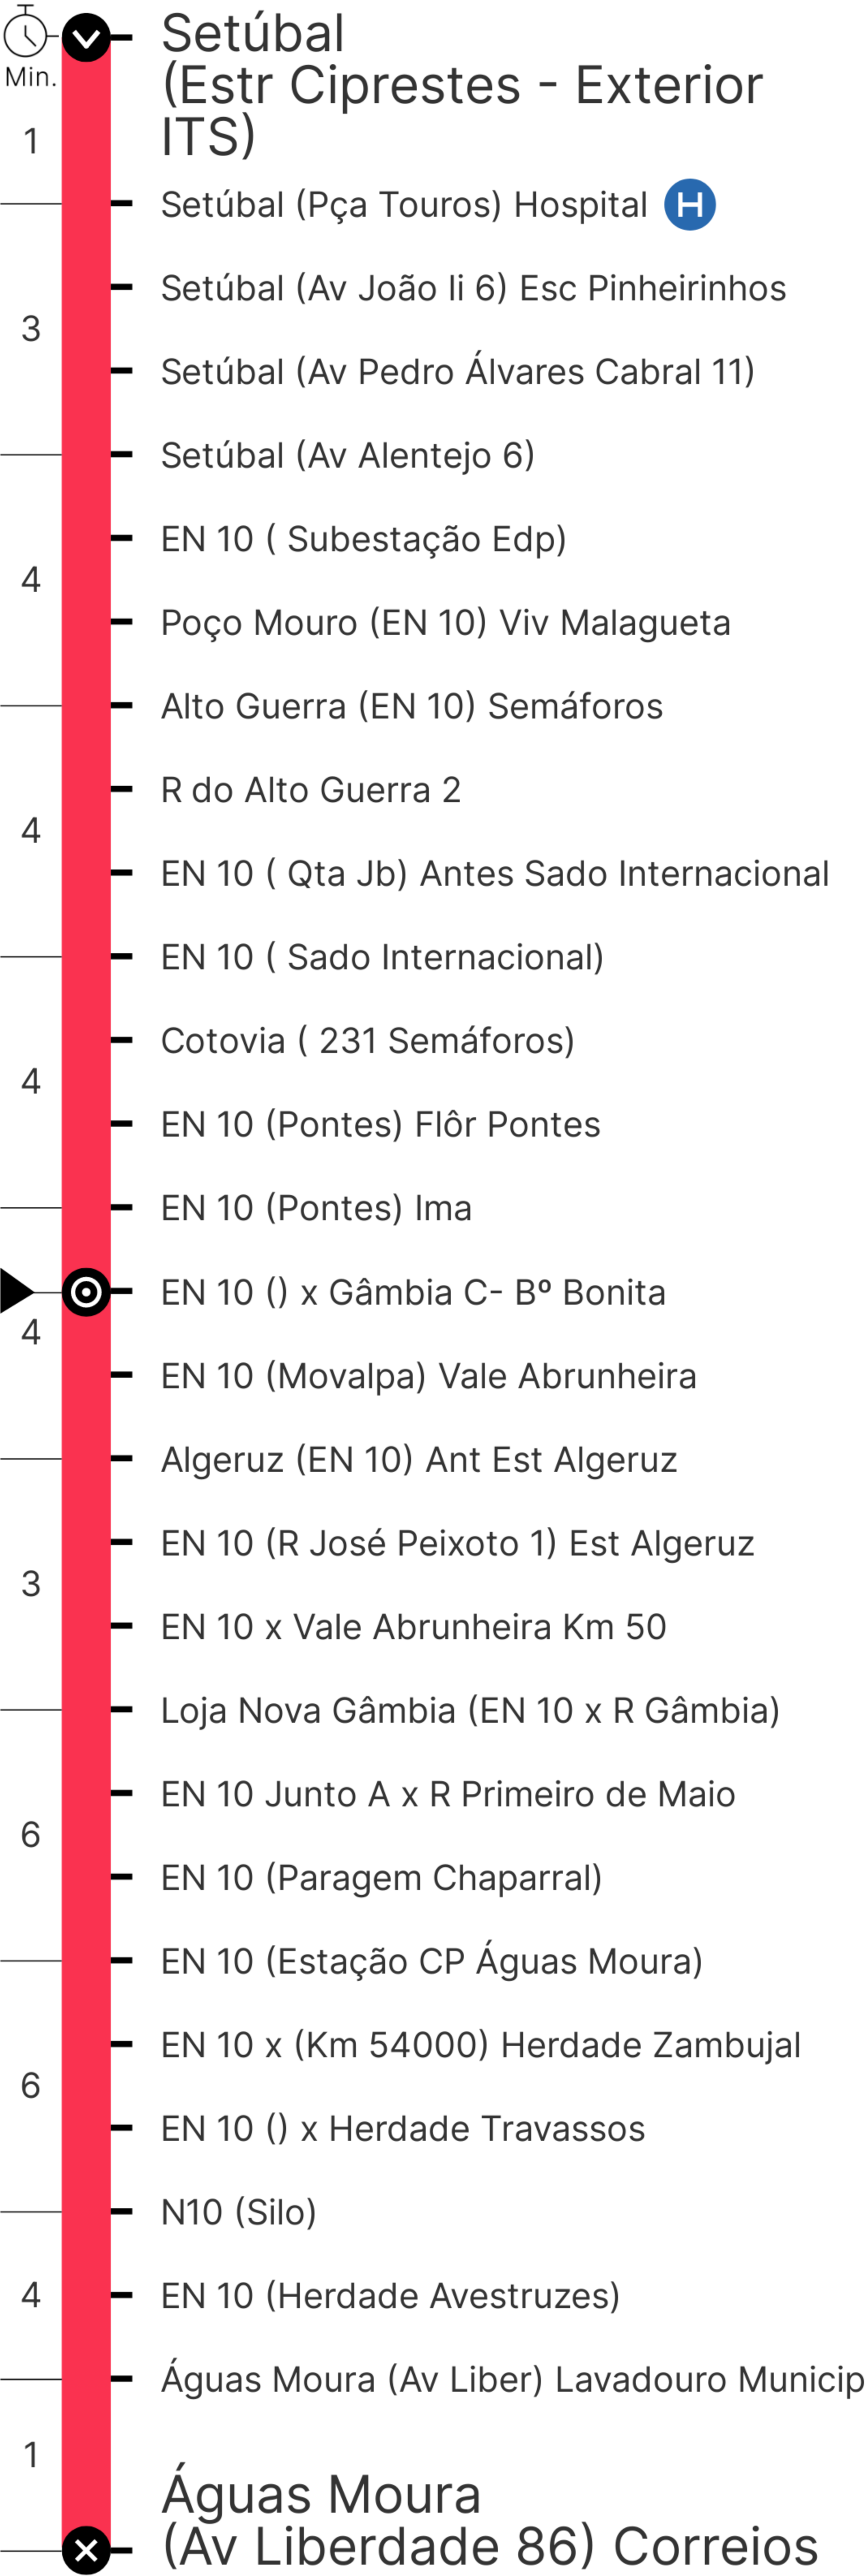 Min.
Setúbal
(Estr Ciprestes - Exterior
ITS)
1
Setúbal (Pça Touros) Hospital H
Setúbal (Av João Ii 6) Esc Pinheirinhos
3
Setúbal (Av Pedro Álvares Cabral 11)
Setúbal (Av Alentejo 6)
EN 10 ( Subestação Edp)
4
Poço Mouro (EN 10) Viv Malagueta
Alto Guerra (EN 10) Semáforos
R do Alto Guerra 2
4
EN 10 ( Qta Jb) Antes Sado Internacional
EN 10 ( Sado Internacional)
Cotovia ( 231 Semáforos)
4
EN 10 (Pontes) Flôr Pontes
EN 10 (Pontes) Ima
EN 10 () x Gâmbia C- Bº Bonita
4
EN 10 (Movalpa) Vale Abrunheira
Algeruz (EN 10) Ant Est Algeruz
EN 10 (R José Peixoto 1) Est Algeruz
3
EN 10 x Vale Abrunheira Km 50
Loja Nova Gâmbia (EN 10 x R Gâmbia)
EN 10 Junto A x R Primeiro de Maio
6
EN 10 (Paragem Chaparral)
EN 10 (Estação CP Águas Moura)
EN 10 x (Km 54000) Herdade Zambujal
6
EN 10 () x Herdade Travassos
N10 (Silo)
4
EN 10 (Herdade Avestruzes)
Águas Moura (Av Liber) Lavadouro Municip
1
Águas Moura
(Av Liberdade 86) Correios